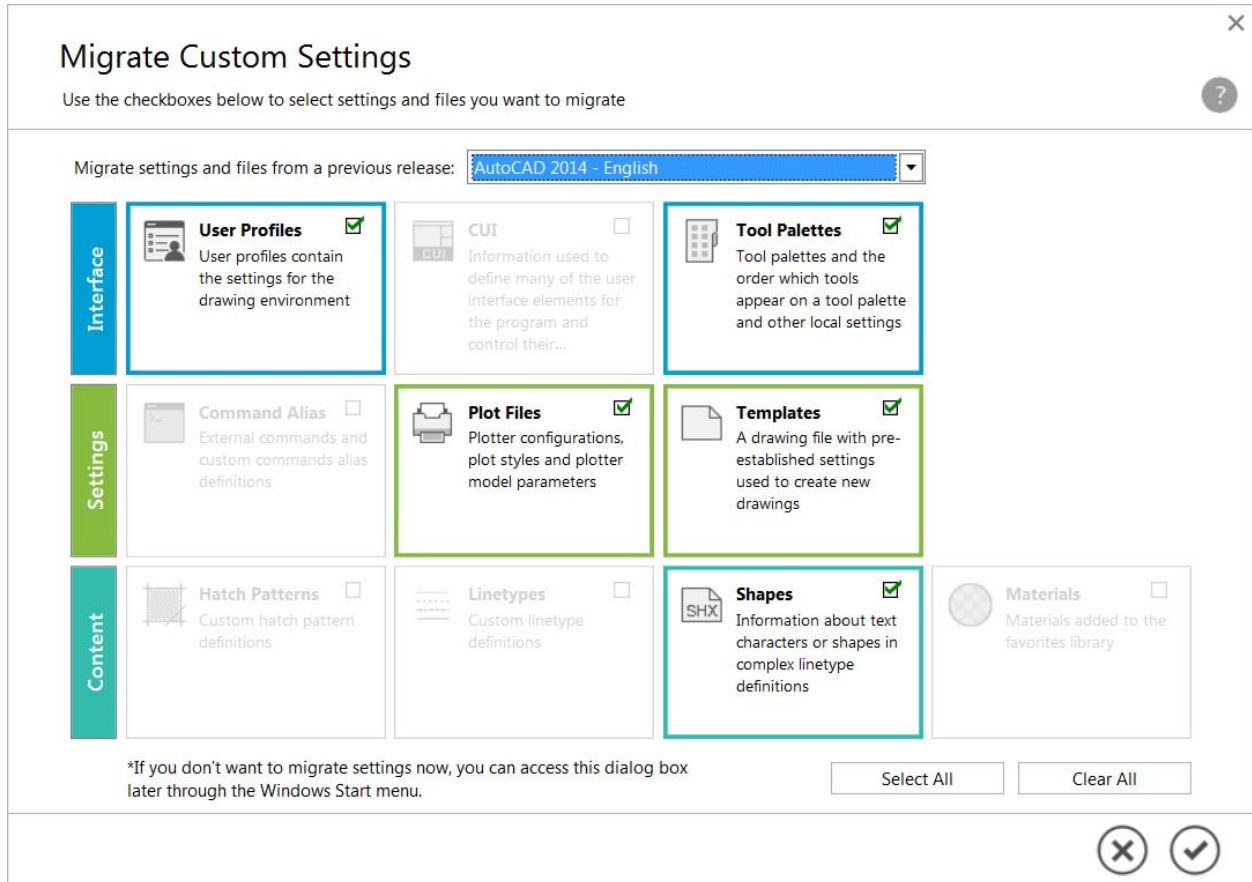 Migrate Custom Settings
Use the checkboxes below to select settings and files you want to migrate
?
Migrate settings and files from a previous release: AutoCAD 2014 - English
Interface
User Profiles
User profiles contain
the settings for the
drawing environment
CUI
CUI
Information used to
define many of the user
interface elements for
the program and
control their...
Tool Palettes
Tool palettes and the
order which tools
appear on a tool palette
and other local settings
Settings
Command Alias
External commands and
custom commands alias
definitions
Plot Files
Plotter configurations,
plot styles and plotter
model parameters
Templates
A drawing file with pre-
established settings
used to create new
drawings
Content
Hatch Patterns
Custom hatch pattern
definitions
Linetypes
Custom linetype
definitions
SHX
Shapes
Information about text
characters or shapes in
complex linetype
definitions
Materials
Materials added to the
favorites library
*If you don't want to migrate settings now, you can access this dialog box
later through the Windows Start menu.
Select All
Clear All